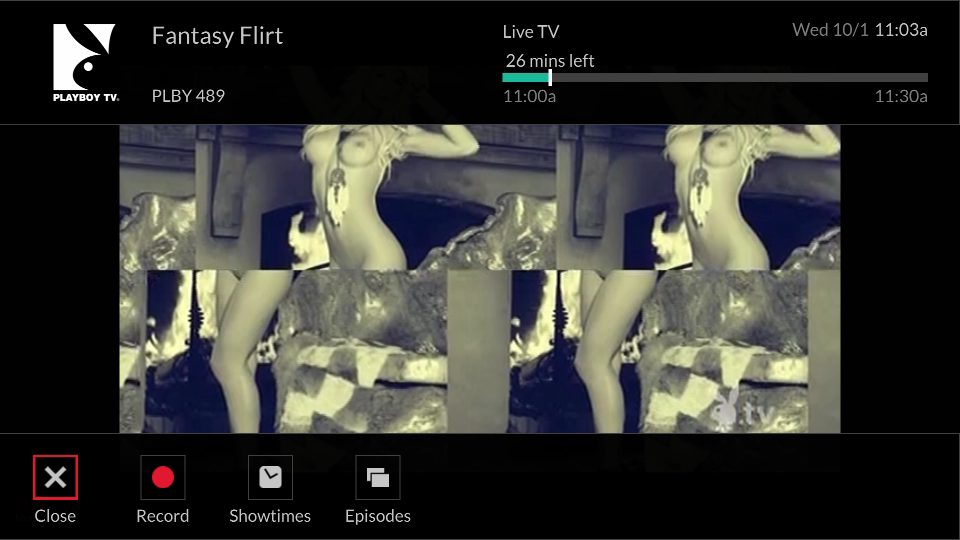 Fantasy Flirt
PLAYBOY TV.
PLBY 489
Live TV
26 mins left
11:00a
11:30a
Wed 10/1 11:03a
.tv
Close
Record
Showtimes
Episodes